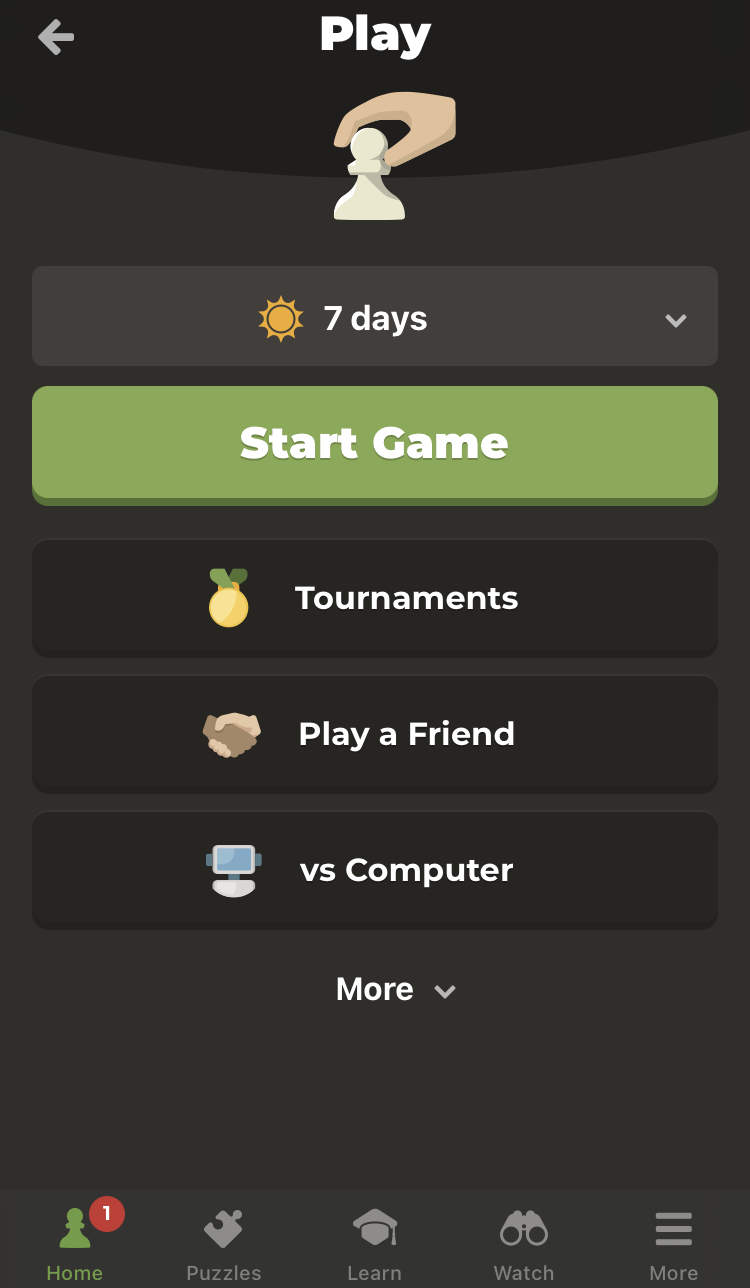 Play
7 days
Start Game
Tournaments
Play a Friend
vs Computer
More
1
Home
Puzzles
Learn
Watch
More